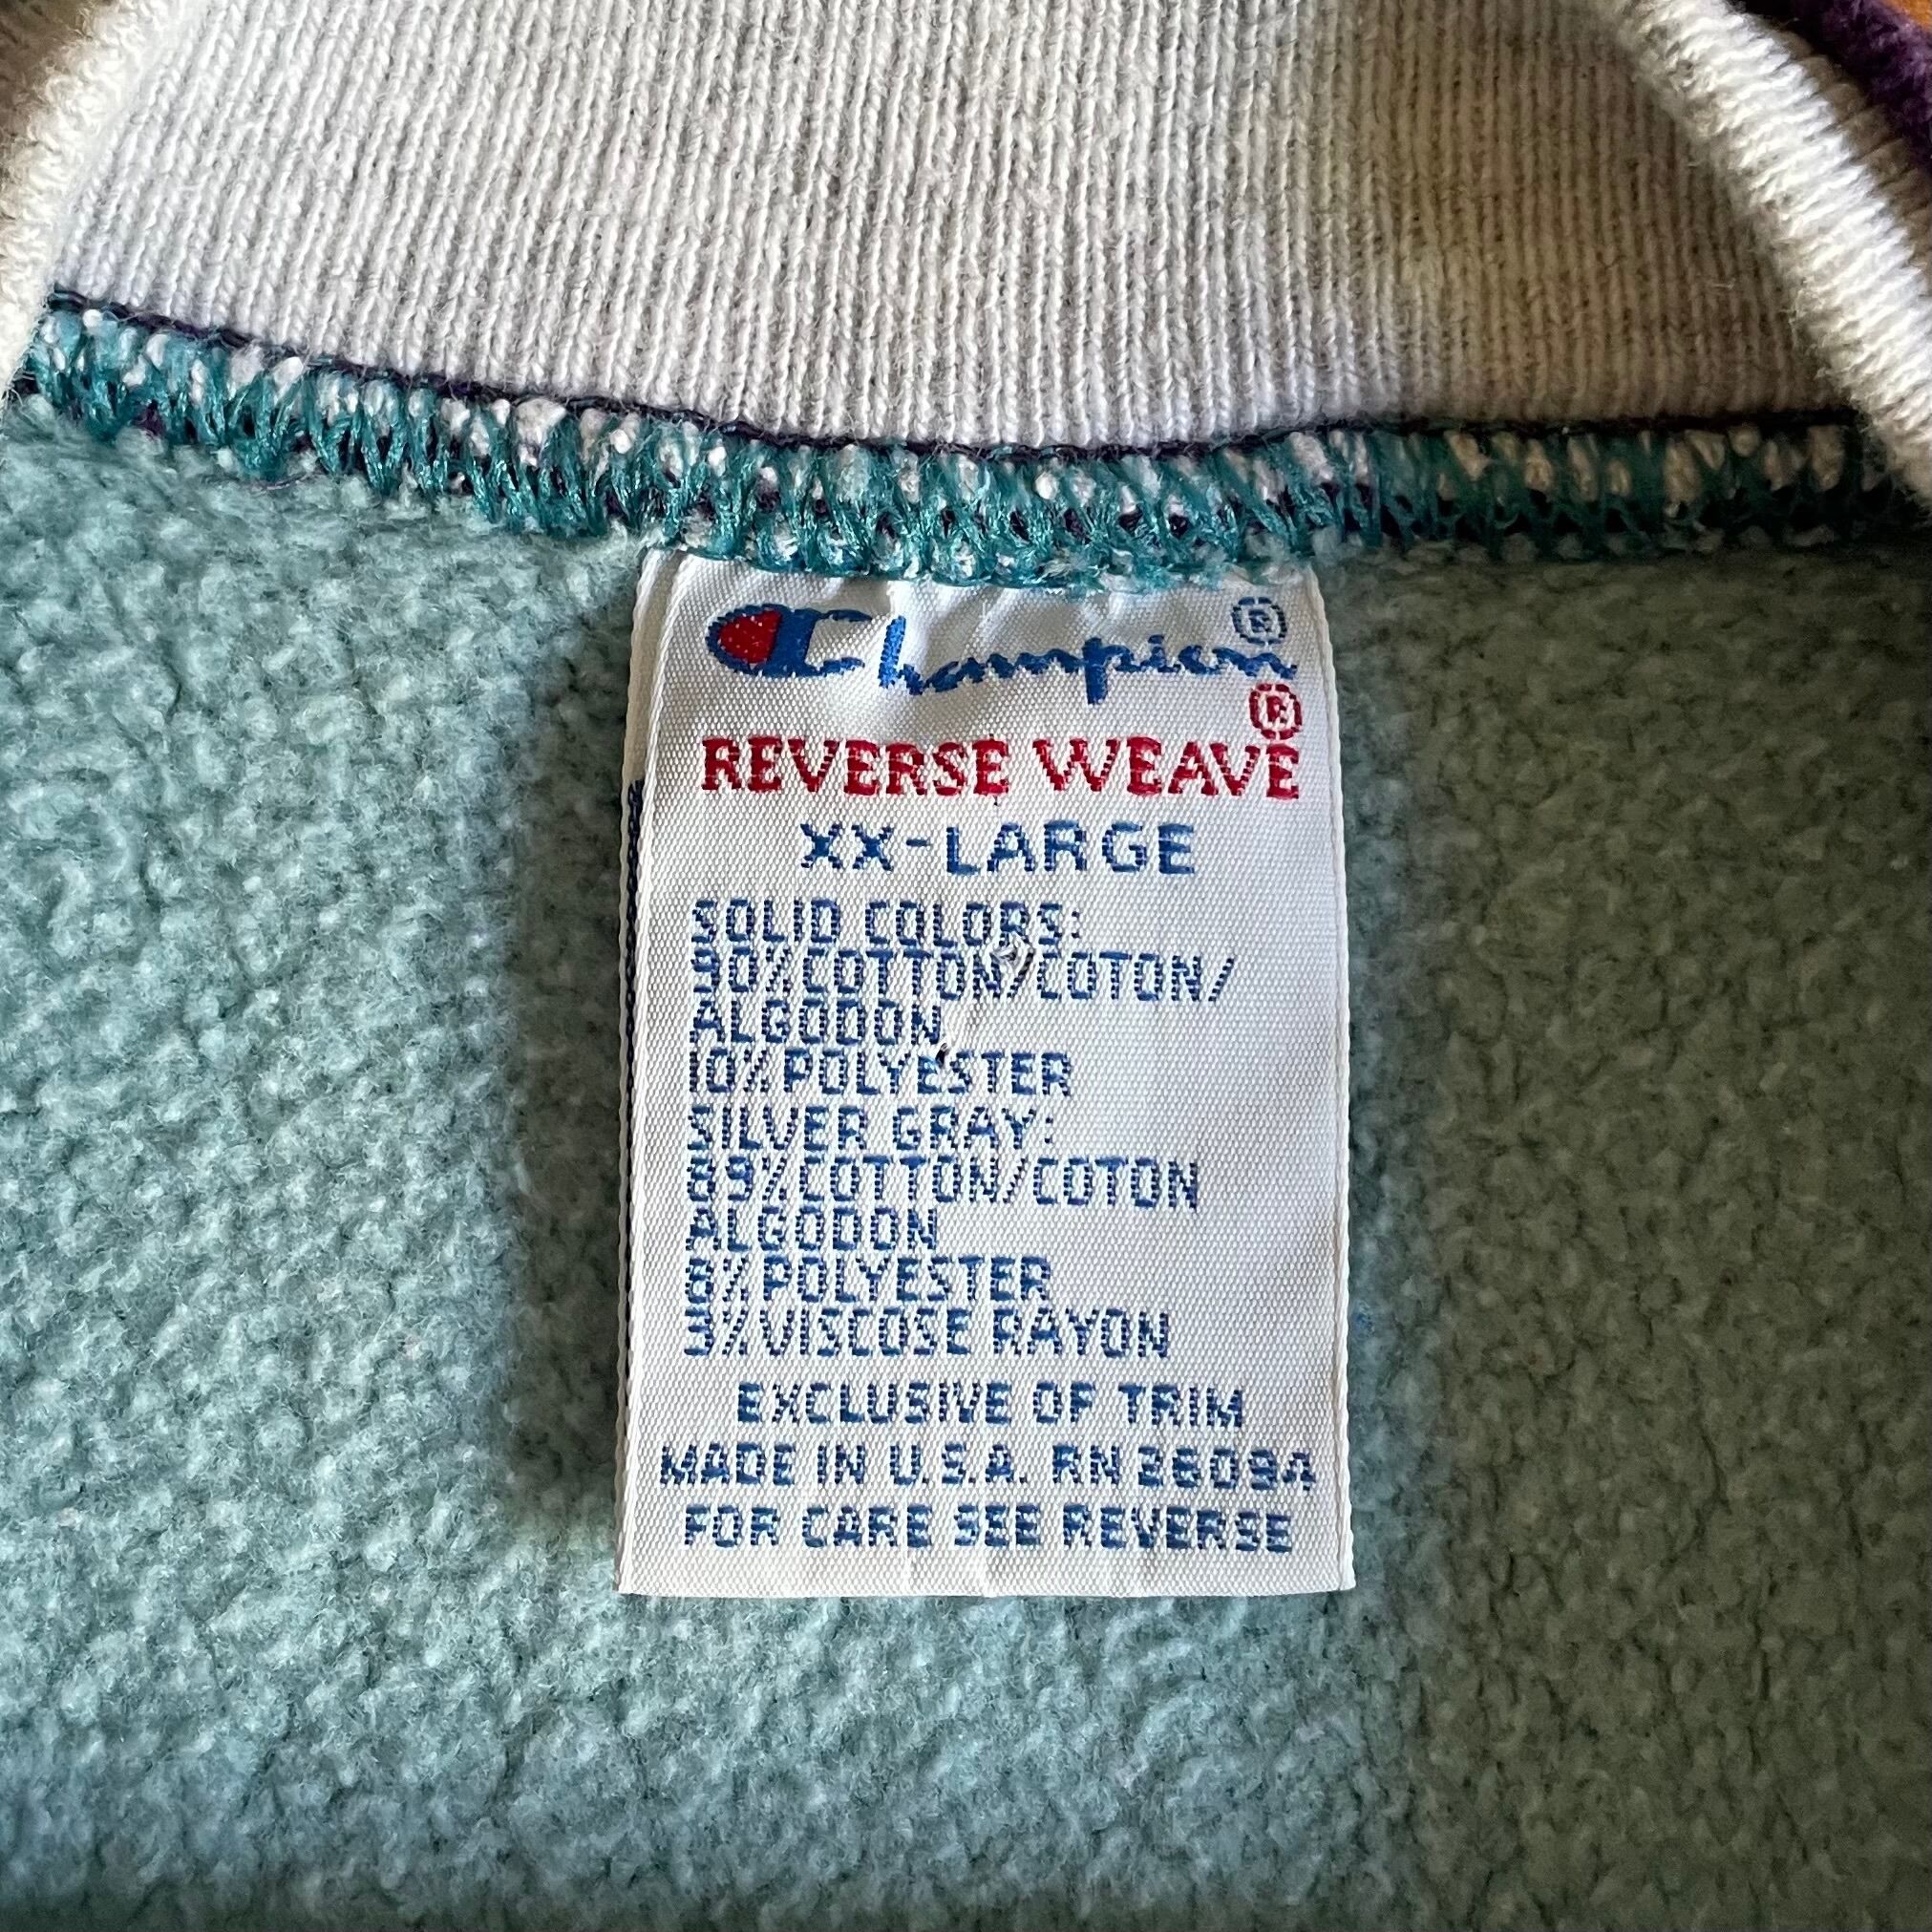 Champion®
REVERSE WEAVE®
XX-LARGE
SOLID COLORS:
90% COTTON/COTON/
ALGODON
10% POLYESTER
SILVER GRAY:
89% COTTON/COTON
ALGODON
8% POLYESTER
3% VISCOSE RAYON
EXCLUSIVE OF TRIM
MADE IN U.S.A. RN 26094
FOR CARE SEE REVERSE